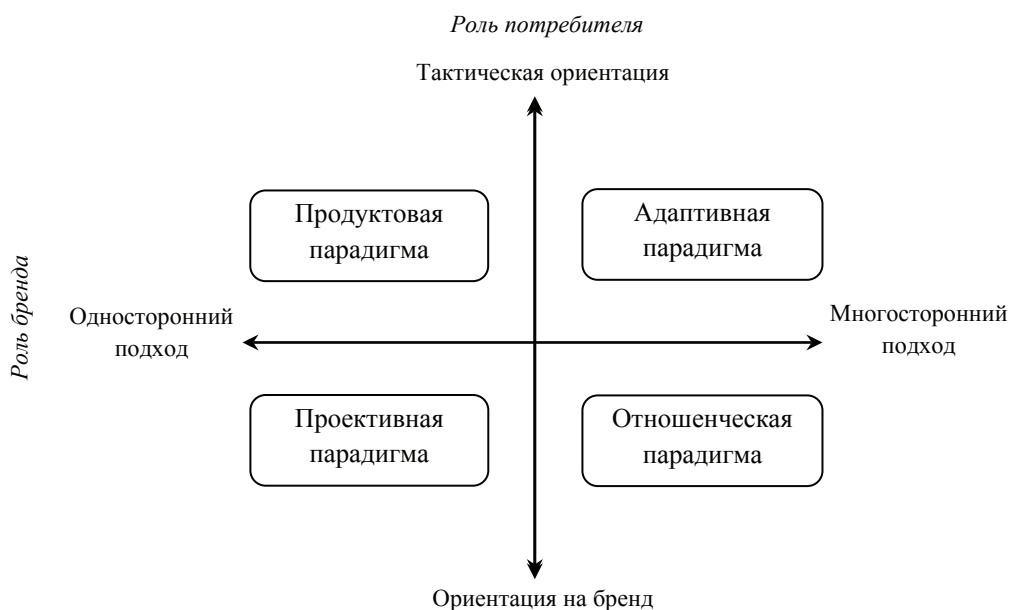 Роль потребителя
Тактическая ориентация
Продуктовая
парадигма
Адаптивная
парадигма
Роль бренда
Односторонний
подход
Многосторонний
подход
Проективная
парадигма
Отношенческая
парадигма
Ориентация на бренд